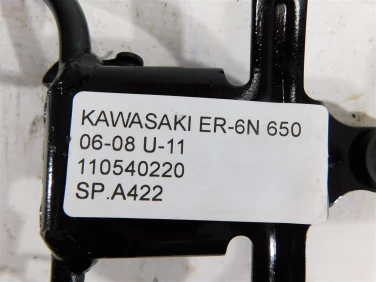 KAWASAKI ER-6N 650
06-08 U-11
110540220
SP.A422